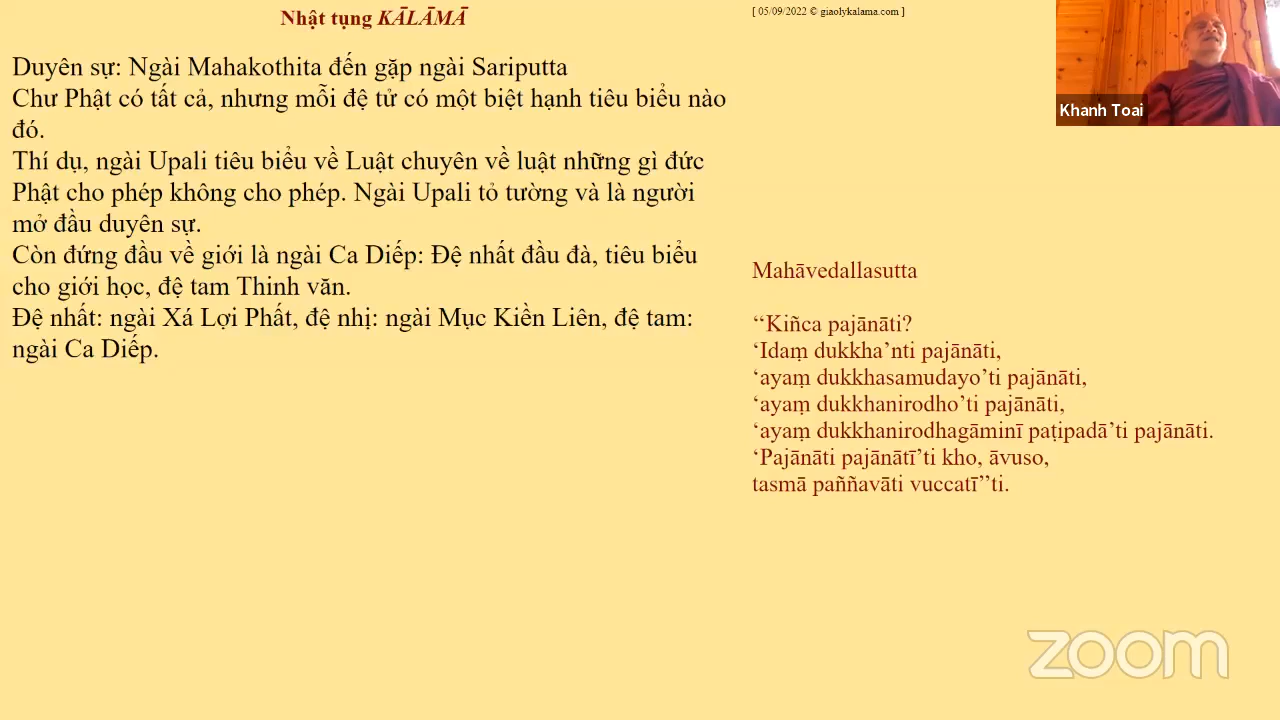 Nhật tụng KĀLĀMĀ
[ 05/09/2022 © giaolykalama.com ]
Khanh Toai
Duyên sự: Ngài Mahakothita đến gặp ngài Sariputta
Chư Phật có tất cả, nhưng mỗi đệ tử có một biệt hạnh tiêu biểu nào
đó.
Thí dụ, ngài Upali tiêu biểu về Luật chuyên về luật những gì đức
Phật cho phép không cho phép. Ngài Upali tỏ tường và là người
mở đầu duyên sự.
Còn đứng đầu về giới là ngài Ca Diếp: Đệ nhất đầu đà, tiêu biểu
cho giới học, đệ tam Thinh văn.
Đệ nhất: ngài Xá Lợi Phất, đệ nhị: ngài Mục Kiền Liên, đệ tam:
ngài Ca Diếp.
Mahāvedallasutta
‘‘Kiñca pajānāti?
‘Idaṃ dukkha’nti pajānāti,
‘ayaṃ dukkhasamudayo’ti pajānāti,
‘ayaṃ dukkhanirodho’ti pajānāti,
‘ayaṃ dukkhanirodhagāminī paṭipadā’ti pajānāti.
‘Pajānāti pajānātī’ti kho, āvuso,
tasmā paññavāti vuccatī’’ti.
zoom